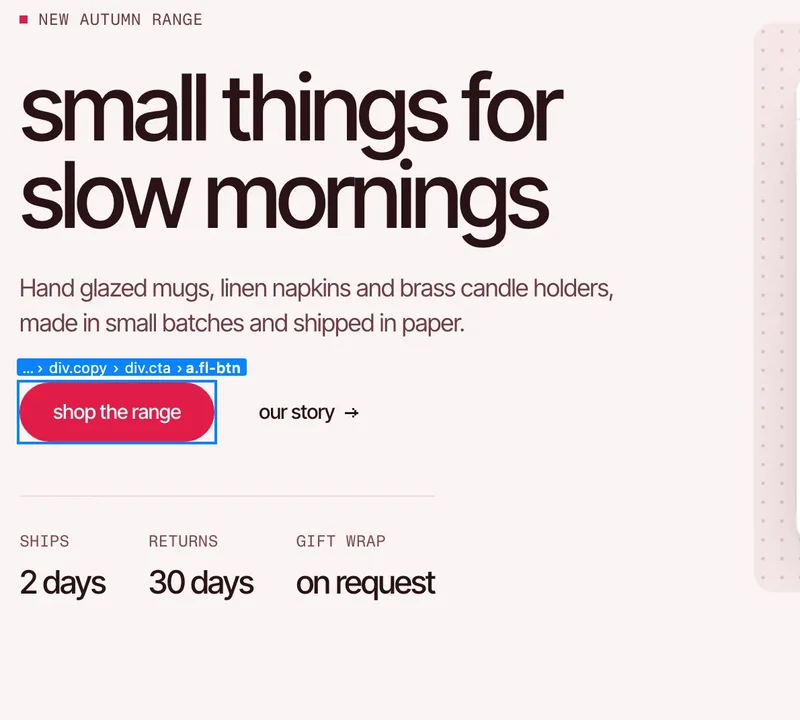 NEW AUTUMN RANGE
small things for
slow mornings
Hand glazed mugs, linen napkins and brass candle holders,
made in small batches and shipped in paper.
... › div.copy › div.cta › a.fl-btn
shop the range
our story →
SHIPS
2 days
RETURNS
30 days
GIFT WRAP
on request